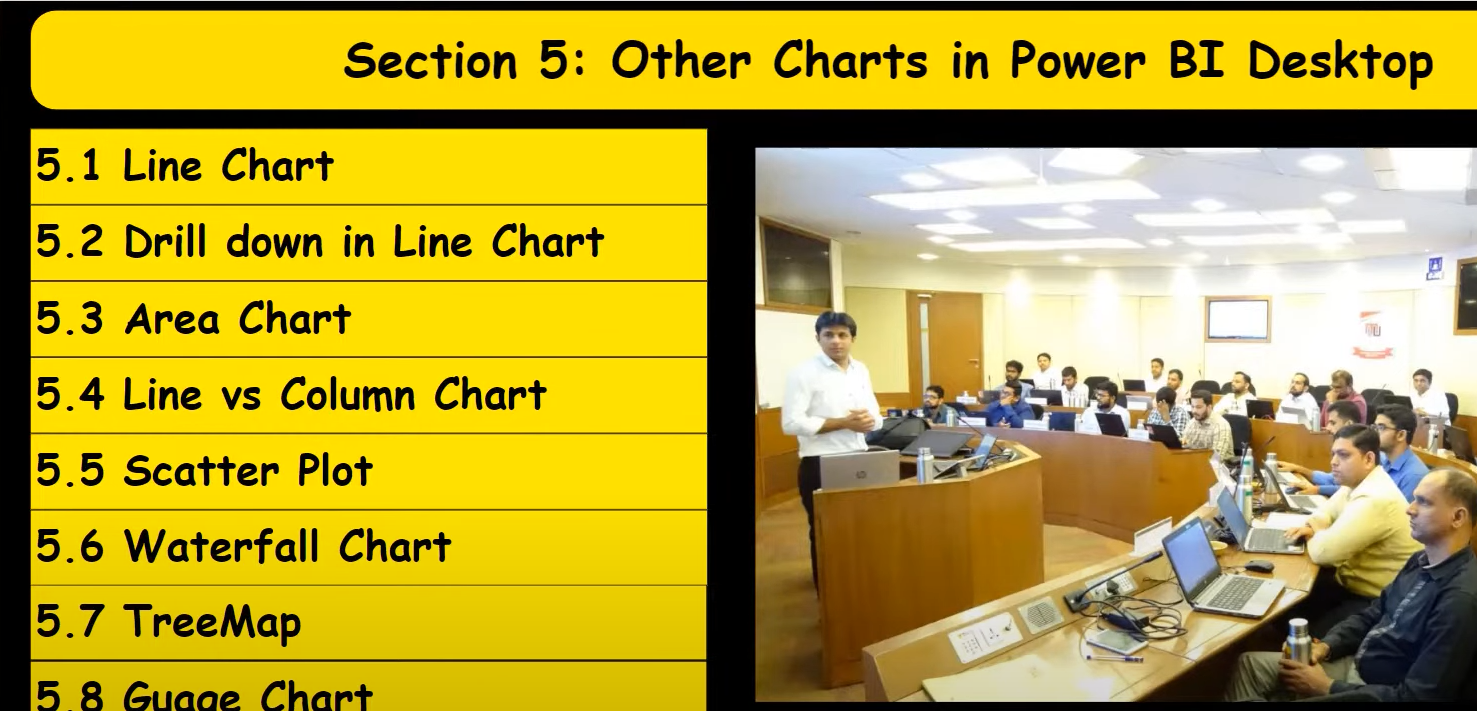 Section 5: Other Charts in Power BI Desktop
5.1 Line Chart
5.2 Drill down in Line Chart
5.3 Area Chart
5.4 Line vs Column Chart
5.5 Scatter Plot
5.6 Waterfall Chart
5.7 TreeMap
5.8 Guage Chart
hp